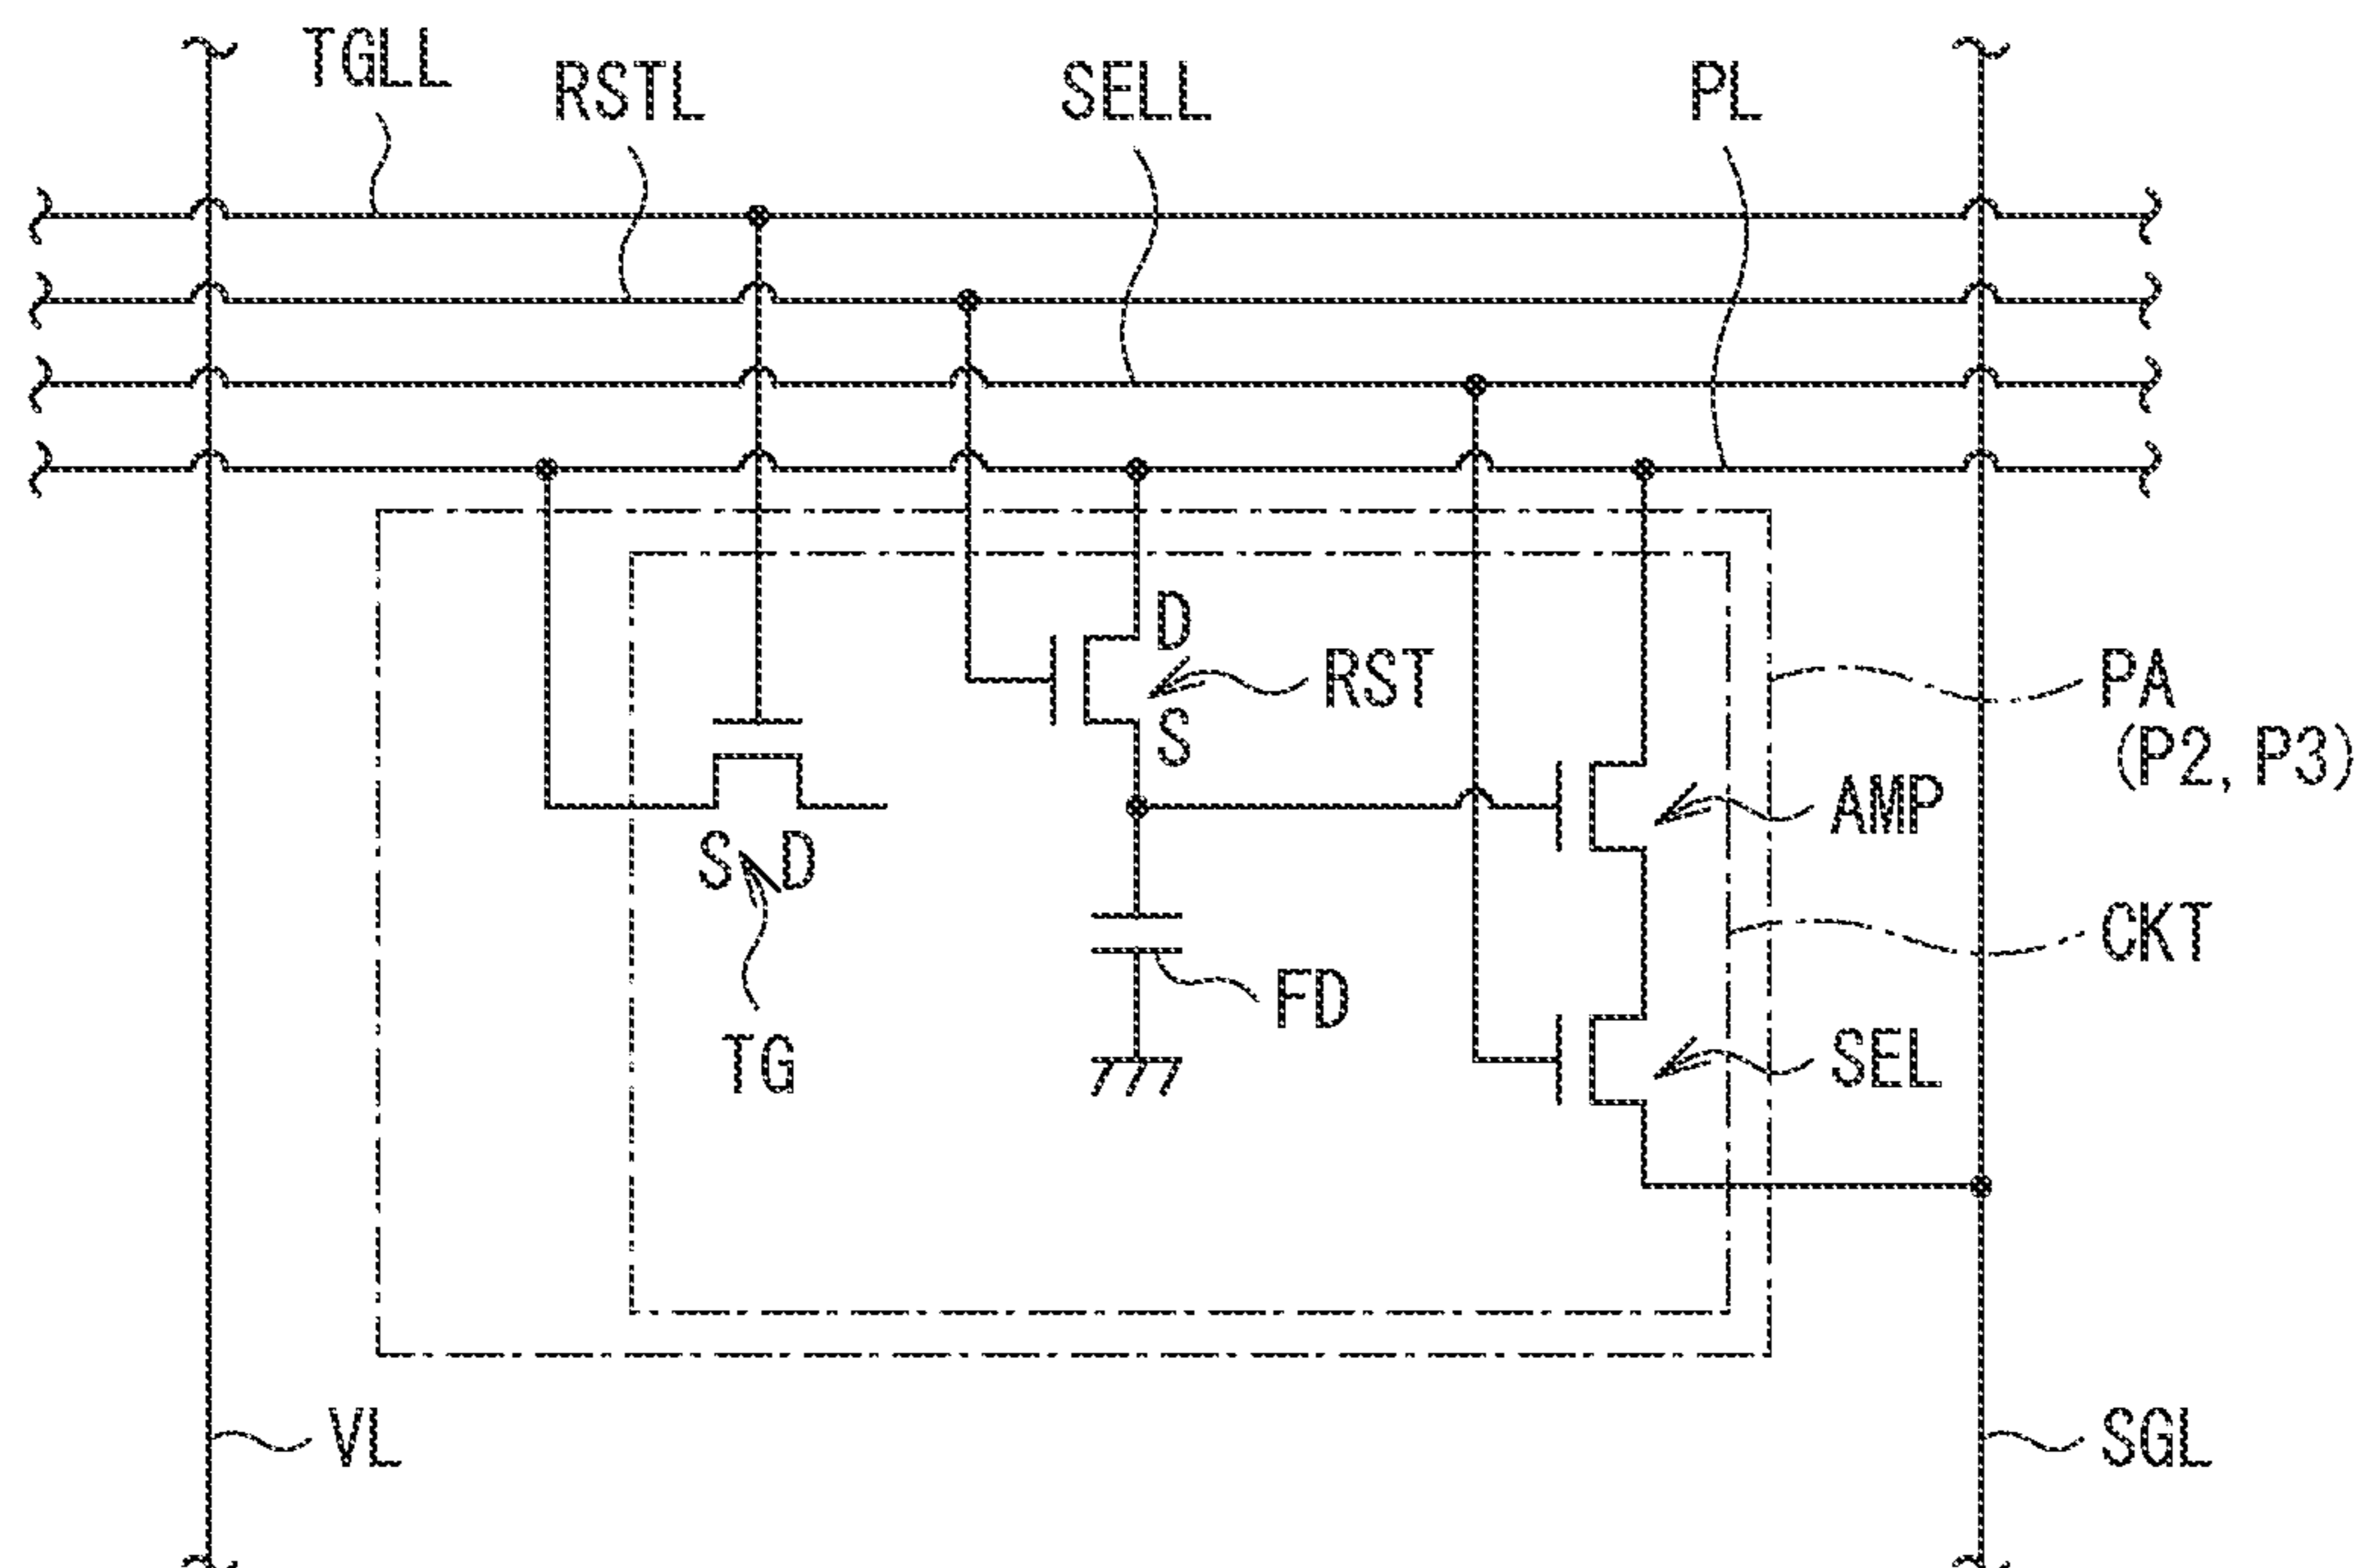 TGLL
RSTL
SELL
PL
D
RST
S
PA
(P2, P3)
AMP
S D
CKT
FD
TG
SEL
VL
SGL